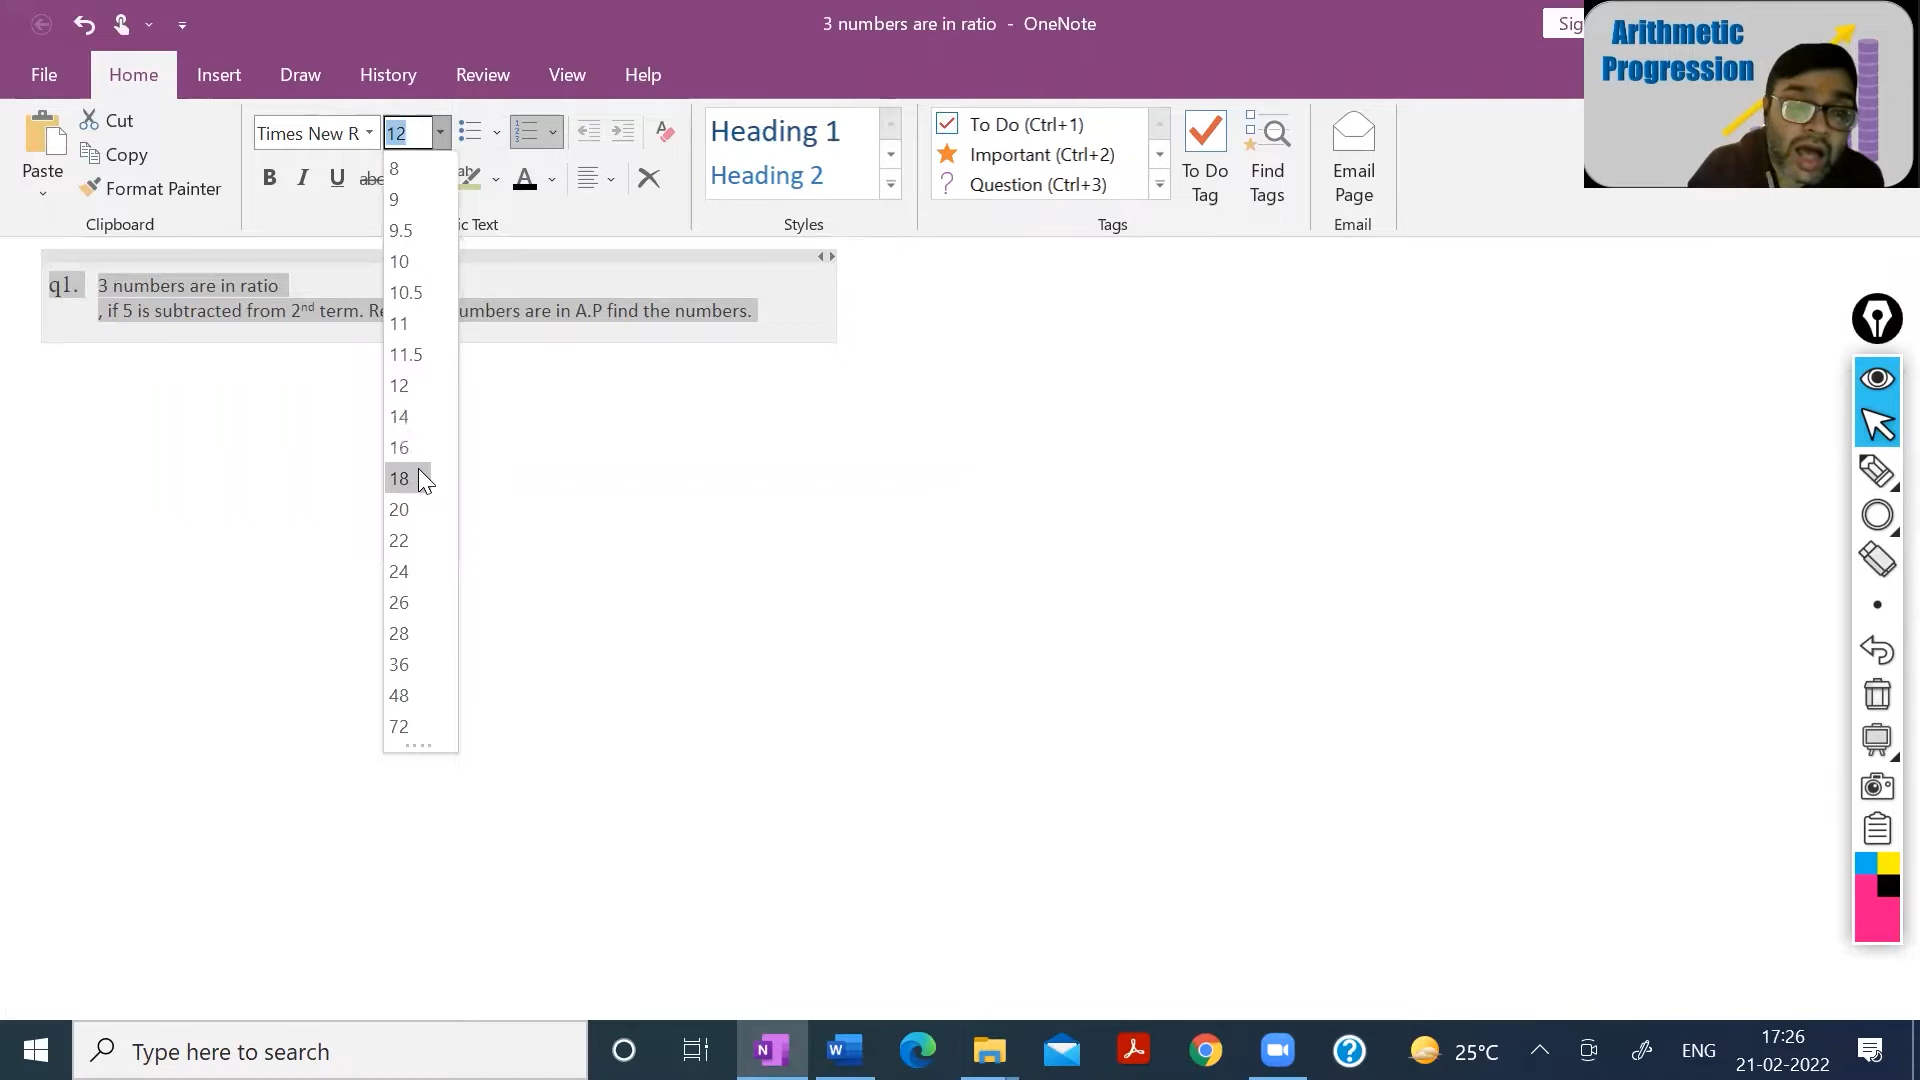 3 numbers are in ratio - OneNote
Sig
Arithmetic
Progression
File Home Insert Draw History Review View Help
Paste
Cut
Copy
Format Painter
Clipboard
Times New R
12
abc
ab
B I U
A
ic Text
Heading 1
Heading 2
Styles
To Do (Ctrl+1)
Important (Ctrl+2)
Question (Ctrl+3)
To Do
Tag
Find
Tags
Tags
Email
Page
Email
8
9
9.5
10
10.5
11
11.5
12
14
16
18
20
22
24
26
28
36
48
72
q1. 3 numbers are in ratio
, if 5 is subtracted from 2nd term. Re umbers are in A.P find the numbers.
Type here to search
25°C
ENG
17:26
21-02-2022